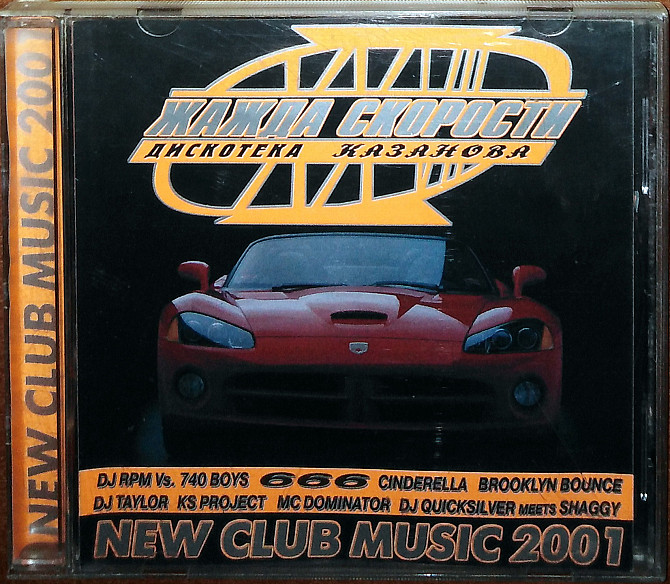 NEW CLUB MUSIC 2001
ЖАЖДА СКОРОСТИ
ДИСКОТЕКА КАЗАНОВА
DJ RPM Vs. 740 BOYS 666 CINDERELLA BROOKLYN BOUNCE
DJ TAYLOR KS PROJECT MC DOMINATOR DJ QUICKSILVER MEETS SHAGGY
NEW CLUB MUSIC 2001